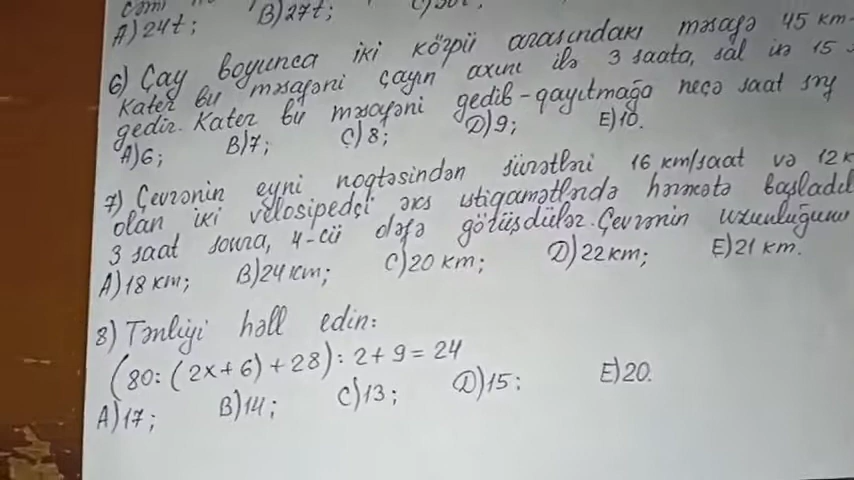 A) 24t; B) 27t;
6) Çay boyunca iki körpü arasındakı məsafə 45 km-
Kater bu məsafəni çayın axını ilə 3 saata, sal isə 15
gedir. Kater bu məsafəni gedib-qayıtmağa neçə saat sərf
A) 6; B) 7; C) 8; D) 9; E) 10.
7) Çevrənin eyni noqtəsindən sürətləri 16 km/saat və 12 k
olan iki velosipedçi əks istiqamətlərdə hərəkətə başladıl
3 saat sonra, 4-cü dəfə görüşdülər. Çevrənin uzunluğunu
A) 18 km; B) 24 km; C) 20 km; D) 22 km; E) 21 km.
8) Tənliyi həll edin:
(80:(2x+6)+28):2+9=24
A) 17; B) 14; C) 13; D) 15; E) 20.